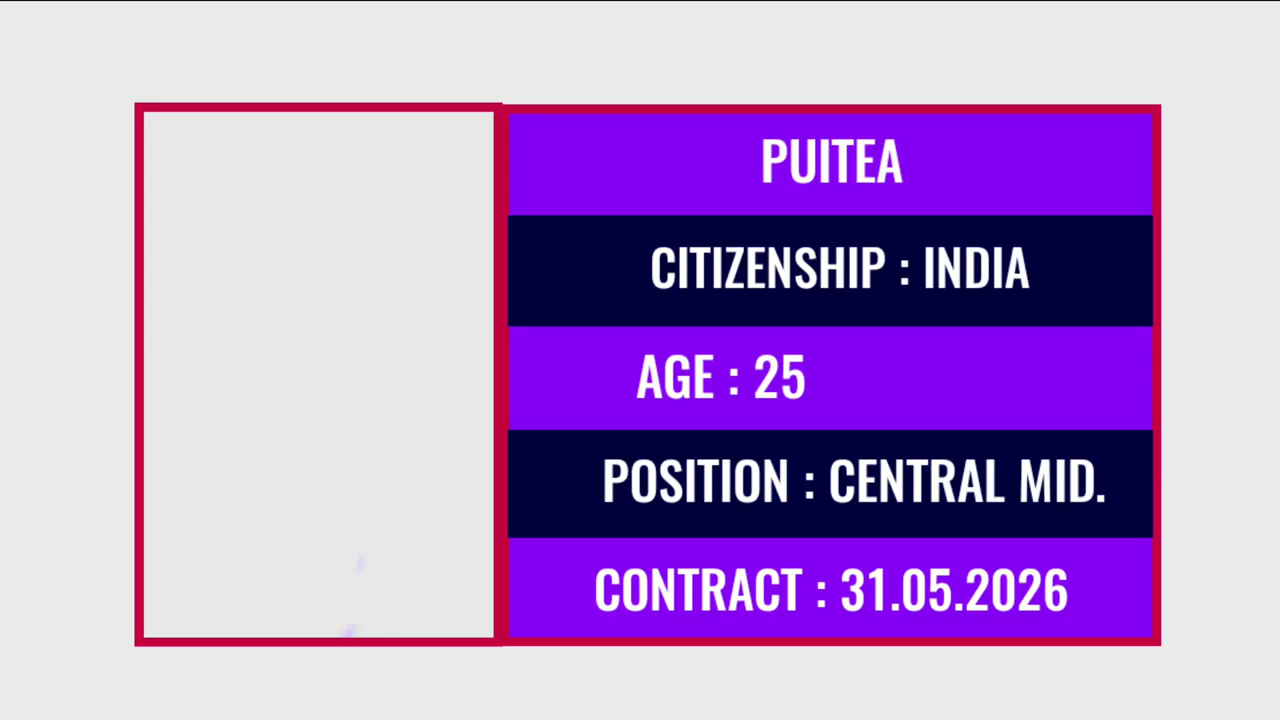 PUITEA
CITIZENSHIP : INDIA
AGE : 25
POSITION : CENTRAL MID.
CONTRACT : 31.05.2026